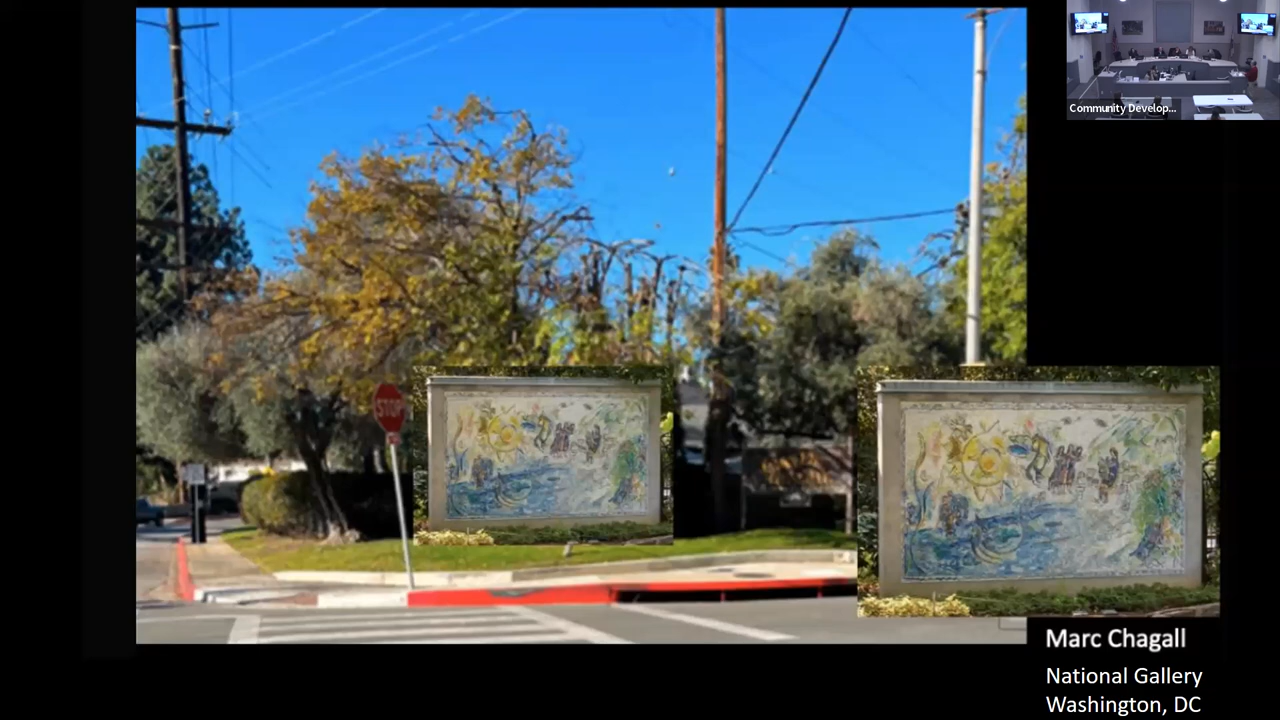 Community Develop...
STOP
Marc Chagall
National Gallery
Washington, DC